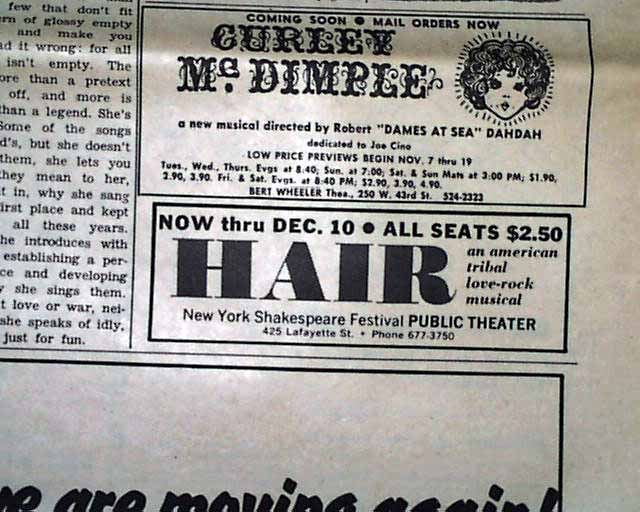 few that don't fit
rn of glossy empty
and make you
d it wrong: for all
isn't empty. The
ore than a pretext
off, and more is
han a legend. She's
Some of the songs
d's, but she doesn't
them, she lets you
they mean to her,
t in, why she sang
irst place and kept
all these years.
he introduces with
establishing a per-
ce and developing
y she sings them.
t love or war, nei-
she speaks of idly,
just for fun.
COMING SOON ● MAIL ORDERS NOW
CURLEY
Mc DIMPLE
a new musical directed by Robert "DAMES AT SEA" DAHDAH
dedicated to Joe Cino
LOW PRICE PREVIEWS BEGIN NOV. 7 thru 19
Tues., Wed., Thurs. Evgs at 8:40; Sun. at 7:00; Sat. & Sun Mats at 3:00 PM; $1.90,
2.90, 3.90. Fri. & Sat. Evgs. at 8:40 PM; $2.90, 3.90, 4.90.
BERT WHEELER Thea., 250 W. 43rd St. 524-2323
NOW thru DEC. 10 ● ALL SEATS $2.50
HAIR
an american
tribal
love-rock
musical
New York Shakespeare Festival PUBLIC THEATER
425 Lafayette St. • Phone 677-3750
we are moving again!